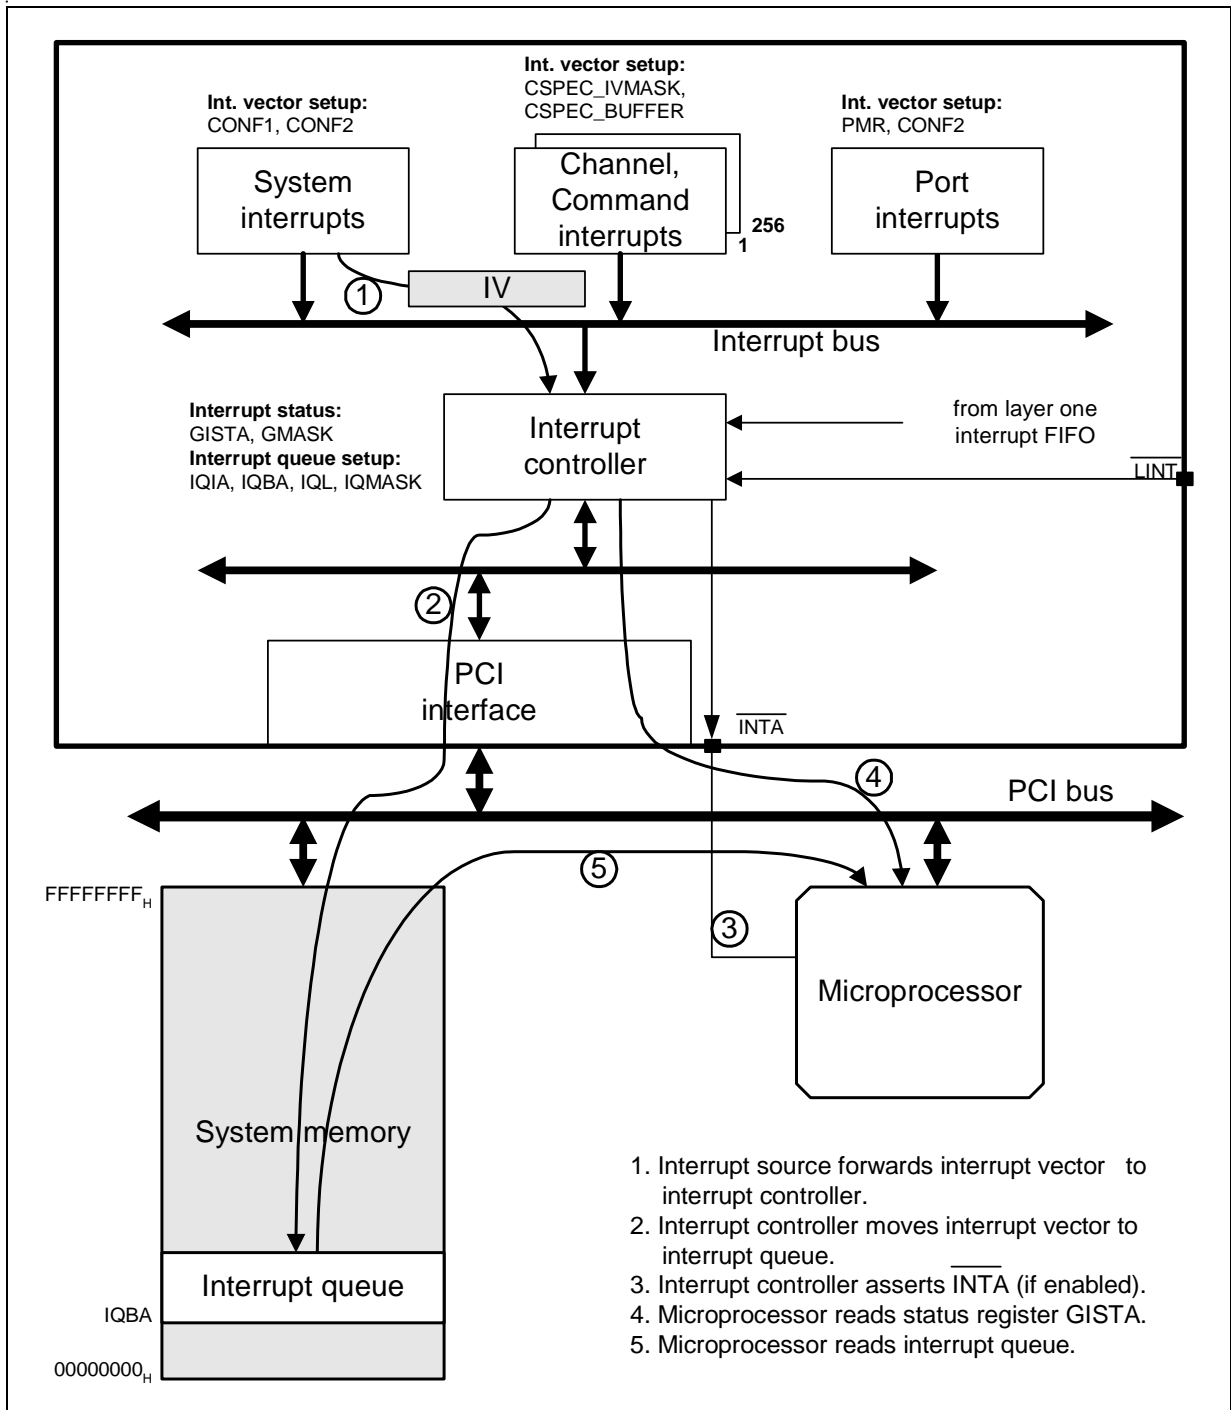 Int. vector setup:
CONF1, CONF2
Int. vector setup:
CSPEC_IVMASK,
CSPEC_BUFFER
Int. vector setup:
PMR, CONF2
System
interrupts
Channel,
Command
interrupts
1
256
Port
interrupts
1
IV
Interrupt bus
Interrupt status:
GISTA, GMASK
Interrupt queue setup:
IQIA, IQBA, IQL, IQMASK
Interrupt
controller
from layer one
interrupt FIFO
LINT
2
PCI
interface
INTA
4
PCI bus
5
FFFFFFFFH
3
Microprocessor
System memory
Interrupt queue
IQBA
00000000H
1. Interrupt source forwards interrupt vector to
interrupt controller.
2. Interrupt controller moves interrupt vector to
interrupt queue.
3. Interrupt controller asserts INTA (if enabled).
4. Microprocessor reads status register GISTA.
5. Microprocessor reads interrupt queue.